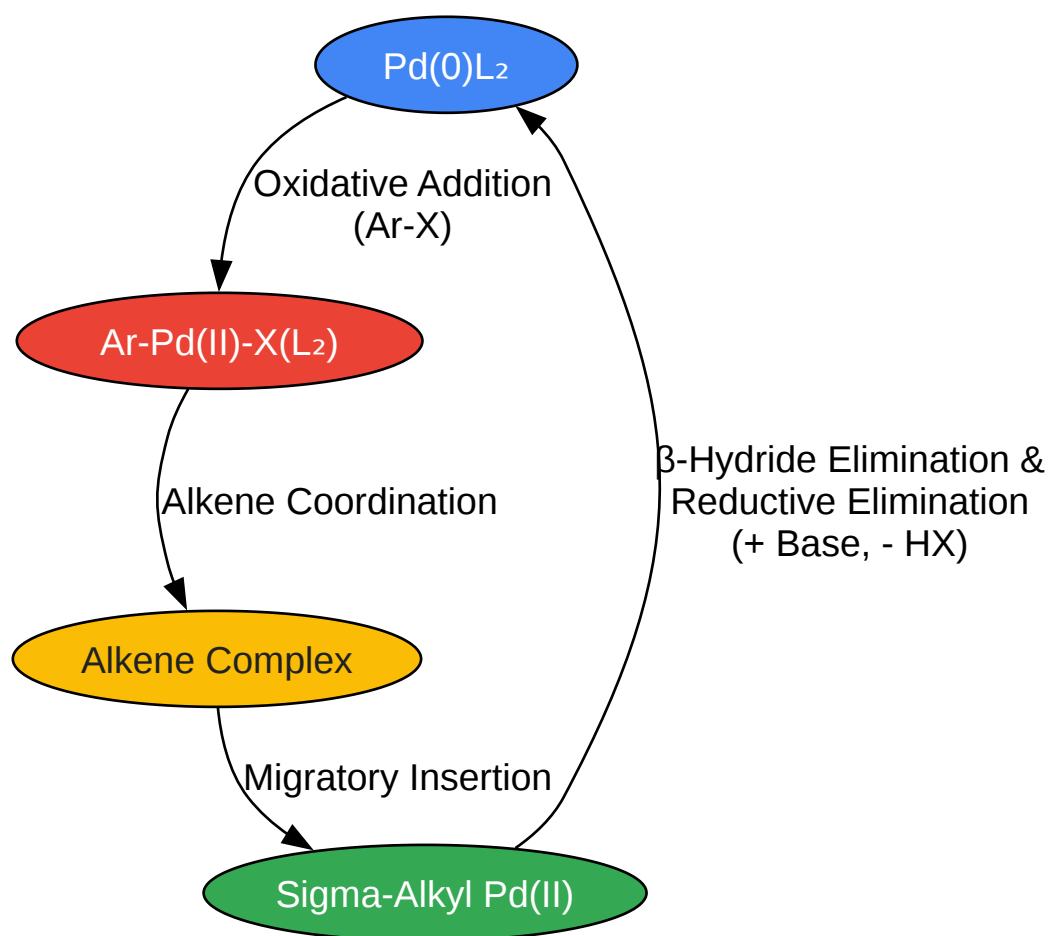 Pd(0)L₂
Oxidative Addition
(Ar-X)
Ar-Pd(II)-X(L₂)
Alkene Coordination
β-Hydride Elimination &
Reductive Elimination
(+ Base, - HX)
Alkene Complex
Migratory Insertion
Sigma-Alkyl Pd(II)